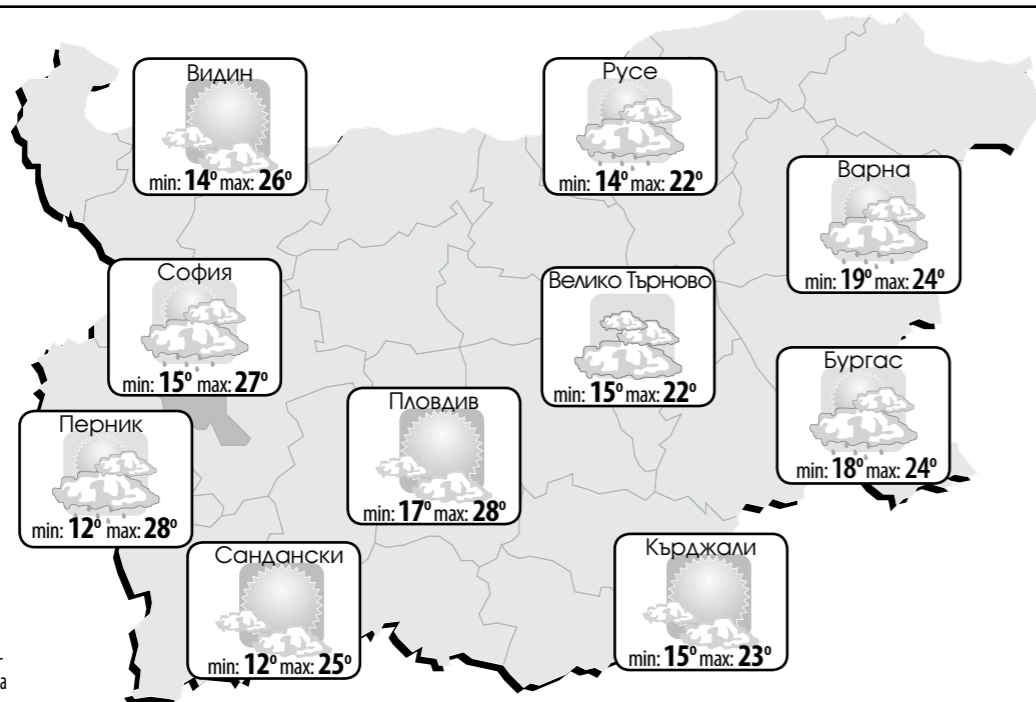 Видин
min: 14° max: 26°
Русе
min: 14° max: 22°
Варна
min: 19° max: 24°
София
min: 15° max: 27°
Велико Търново
min: 15° max: 22°
Бургас
min: 18° max: 24°
Пловдив
min: 17° max: 28°
Перник
min: 12° max: 28°
Сандански
min: 12° max: 25°
Кърджали
min: 15° max: 23°